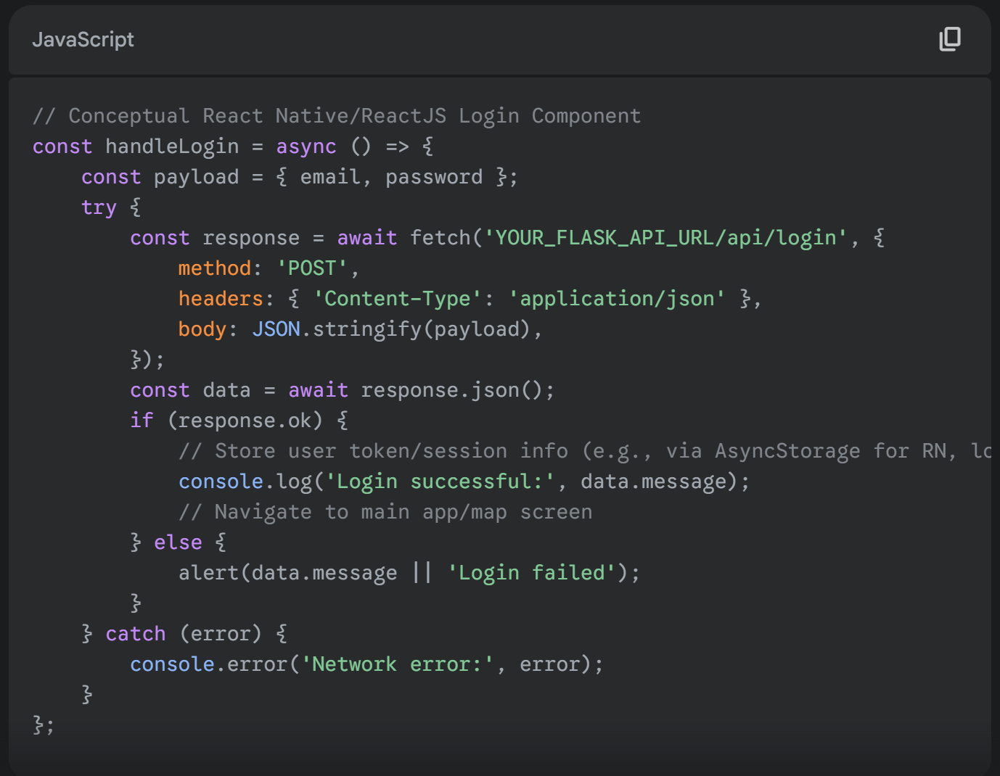 JavaScript
// Conceptual React Native/ReactJS Login Component
const handleLogin = async () => {
    const payload = { email, password };
    try {
        const response = await fetch('YOUR_FLASK_API_URL/api/login', {
            method: 'POST',
            headers: { 'Content-Type': 'application/json' },
            body: JSON.stringify(payload),
        });
        const data = await response.json();
        if (response.ok) {
            // Store user token/session info (e.g., via AsyncStorage for RN, lo
            console.log('Login successful:', data.message);
            // Navigate to main app/map screen
        } else {
            alert(data.message || 'Login failed');
        }
    } catch (error) {
        console.error('Network error:', error);
    }
};